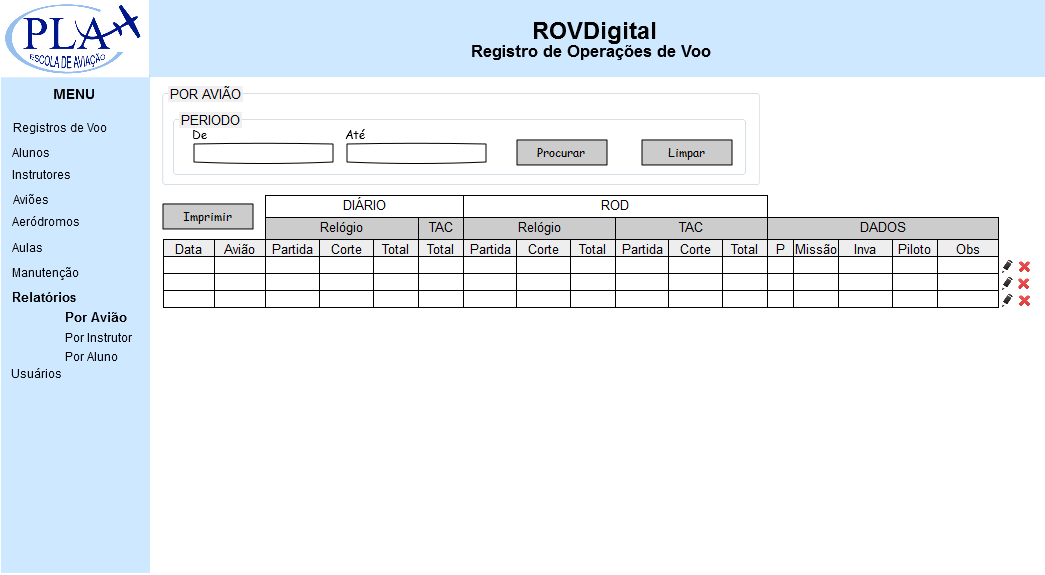 PLA
ESCOLA DE AVIAÇÃO
ROVDigital
Registro de Operações de Voo
MENU
Registros de Voo
Alunos
Instrutores
Aviões
Aeródromos
Aulas
Manutenção
Relatórios
Por Avião
Por Instrutor
Por Aluno
Usuários
POR AVIÃO
PERIODO
De Até
Procurar Limpar
Imprimir
DIÁRIO ROD
Relógio TAC Relógio TAC DADOS
Data Avião Partida Corte Total Total Partida Corte Total Partida Corte Total P Missão Inva Piloto Obs